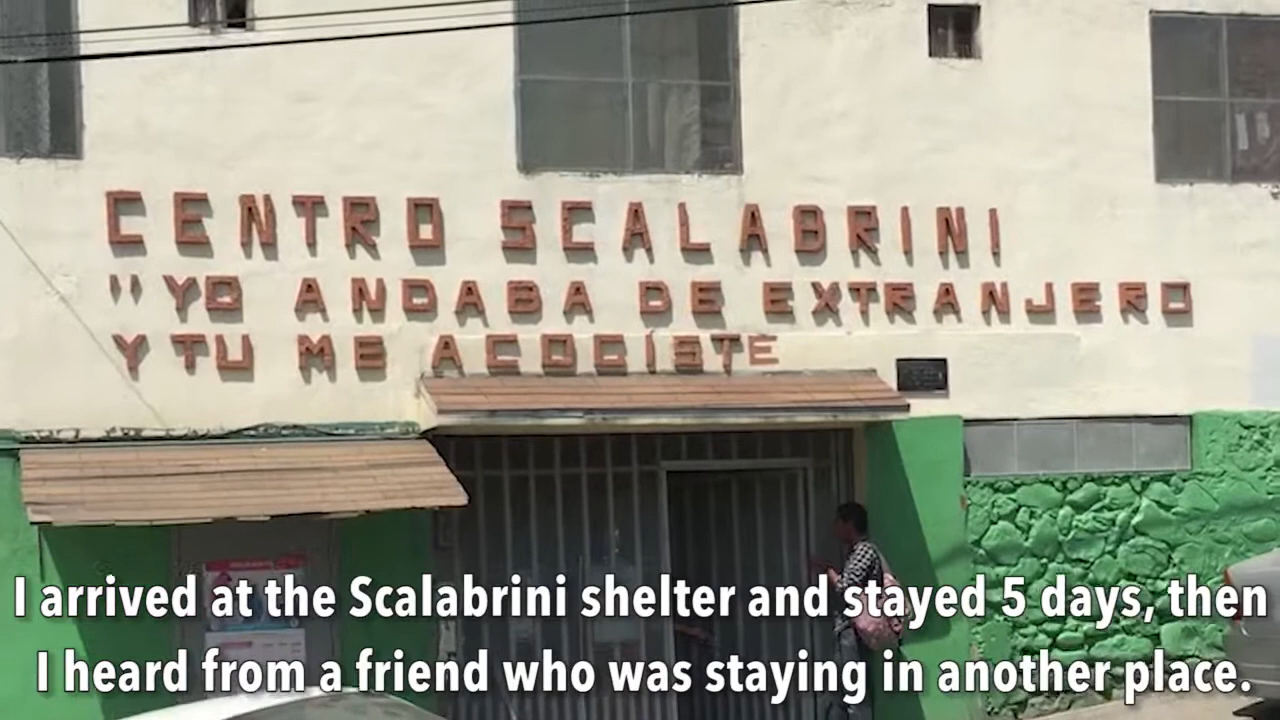 CENTRO SCALABRINI
"YO ANDABA DE EXTRANJERO
Y TU ME ACOCÍSTE
I arrived at the Scalabrini shelter and stayed 5 days, then
I heard from a friend who was staying in another place.